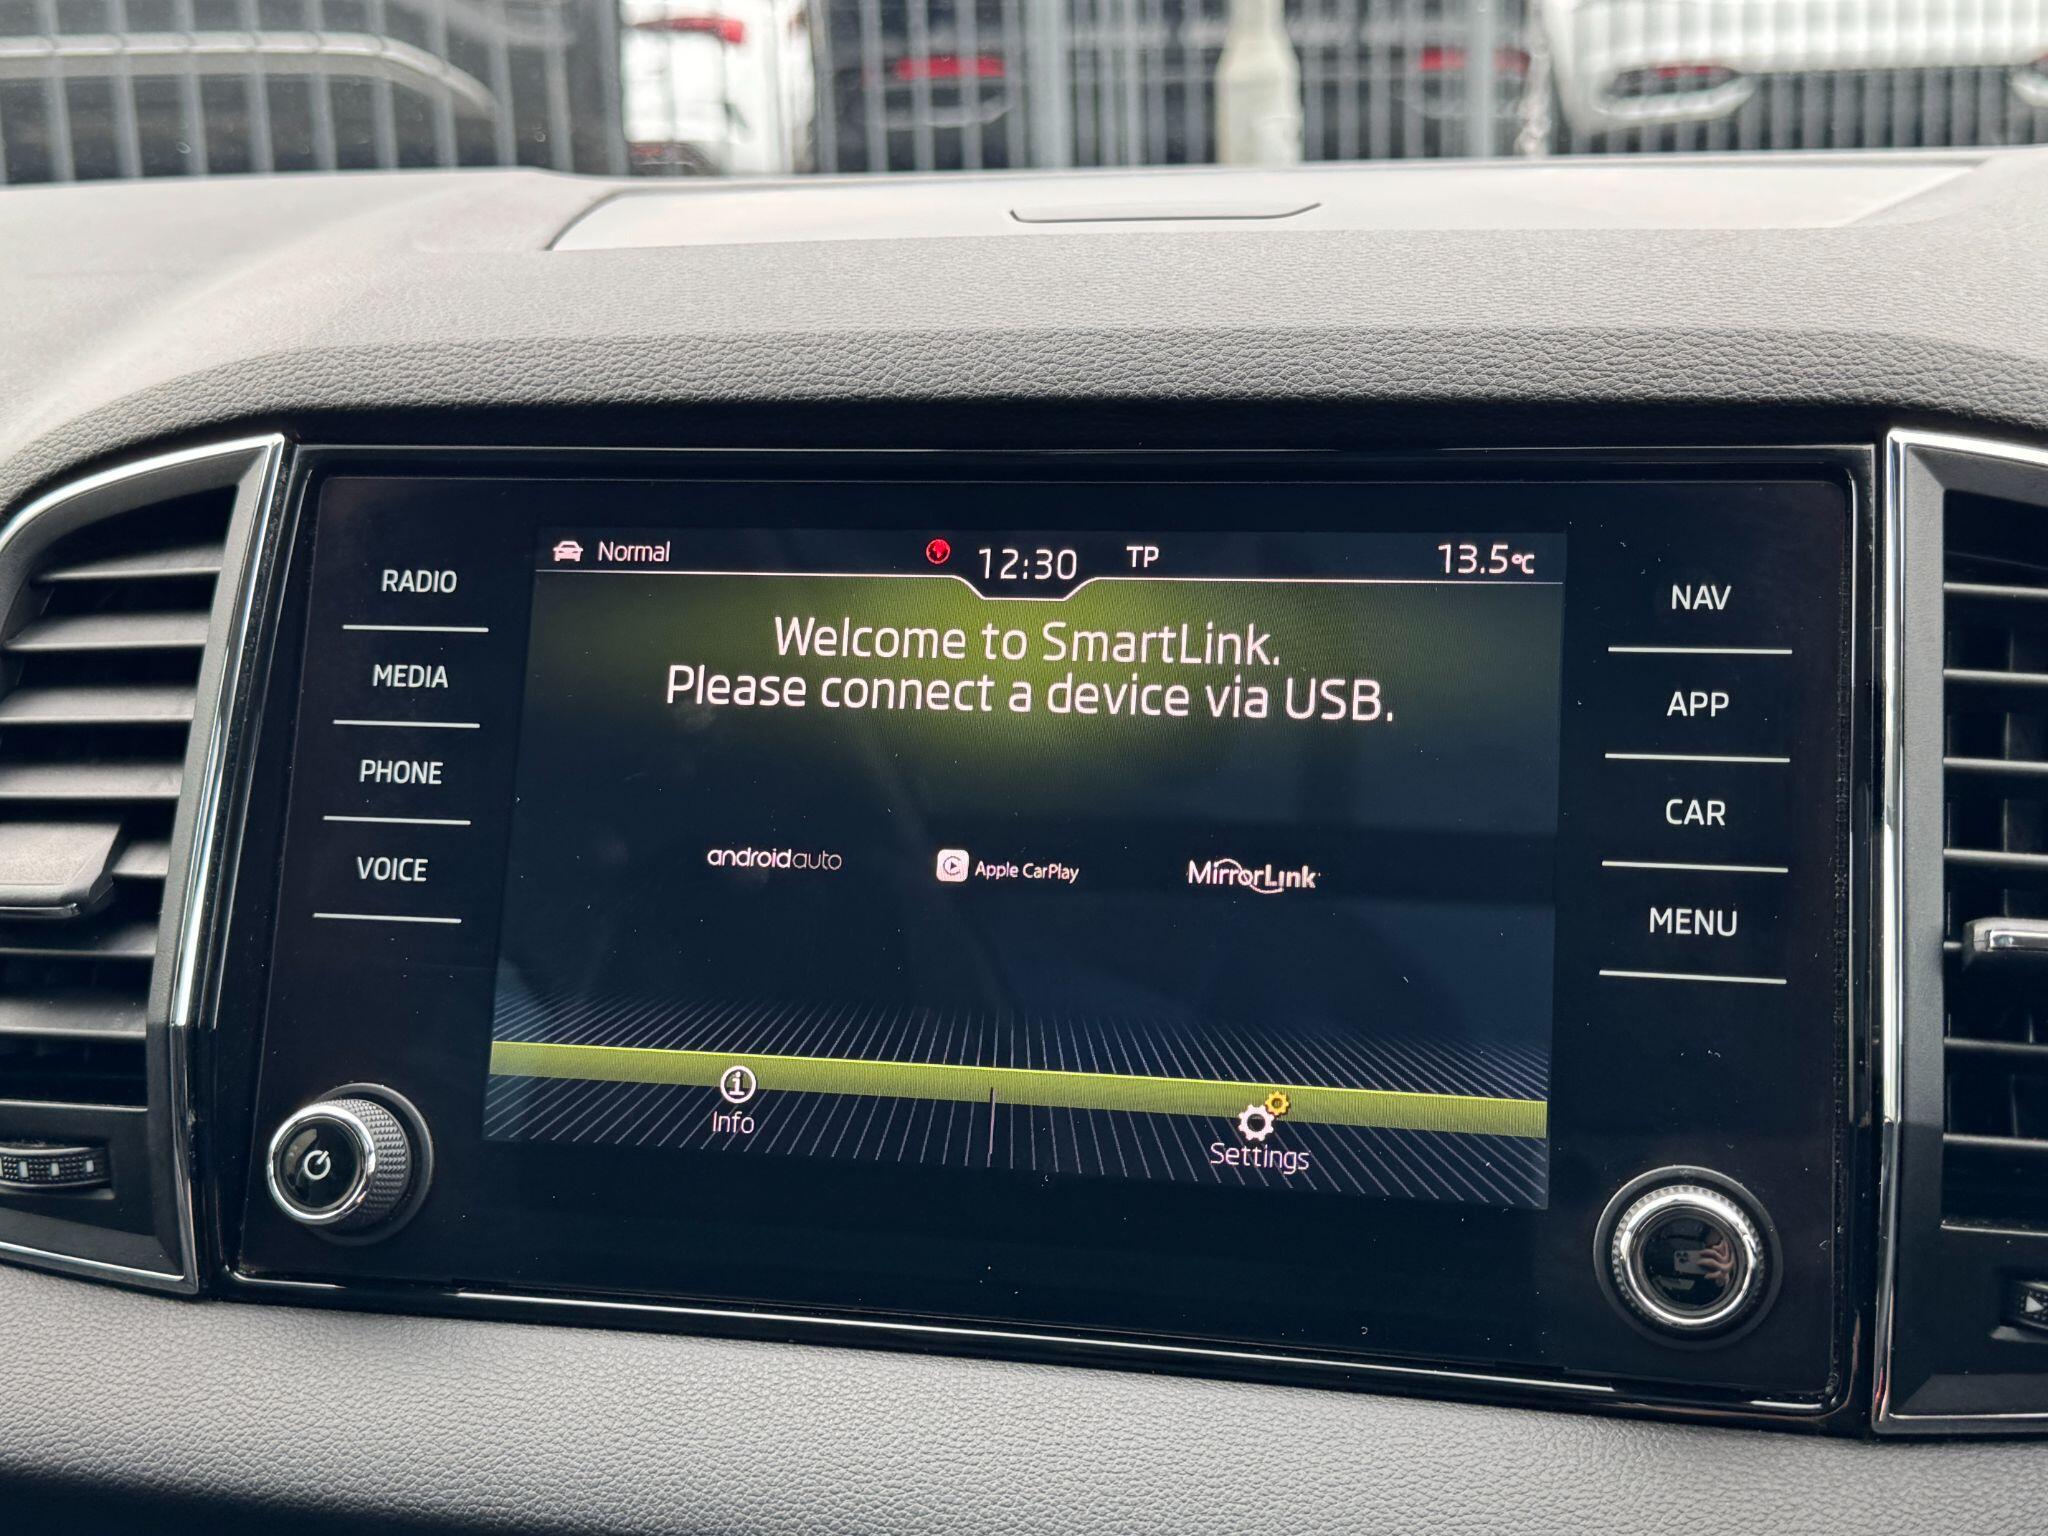 RADIO
MEDIA
PHONE
VOICE
Normal
12:30
TP
13.5°C
Welcome to SmartLink.
Please connect a device via USB.
androidauto
Apple CarPlay
MirrorLink
Info
Settings
NAV
APP
CAR
MENU